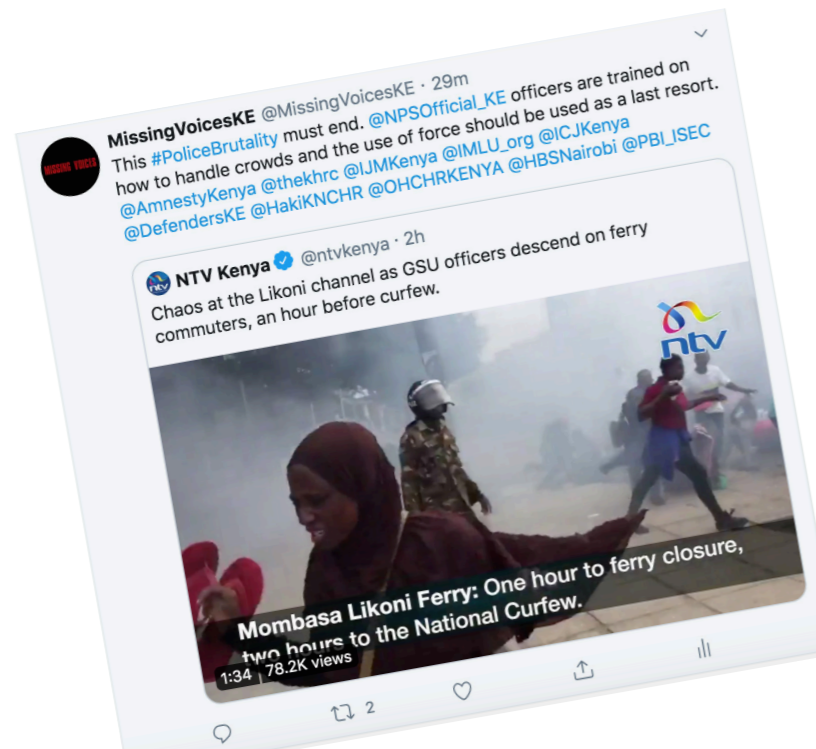 MissingVoicesKE @MissingVoicesKE · 29m
This #PoliceBrutality must end. @NPSOfficial_KE officers are trained on
how to handle crowds and the use of force should be used as a last resort.
@AmnestyKenya @thekhrc @IJMKenya @IMLU_org @ICJKenya
@DefendersKE @HakiKNCHR @OHCHRKENYA @HBSNairobi @PBI_ISEC
MISSING VOICES
NTV Kenya @ntvkenya · 2h
ntv
Chaos at the Likoni channel as GSU officers descend on ferry
commuters, an hour before curfew.
ntv
Mombasa Likoni Ferry: One hour to ferry closure,
two hours to the National Curfew.
1:34 | 78.2K views
2